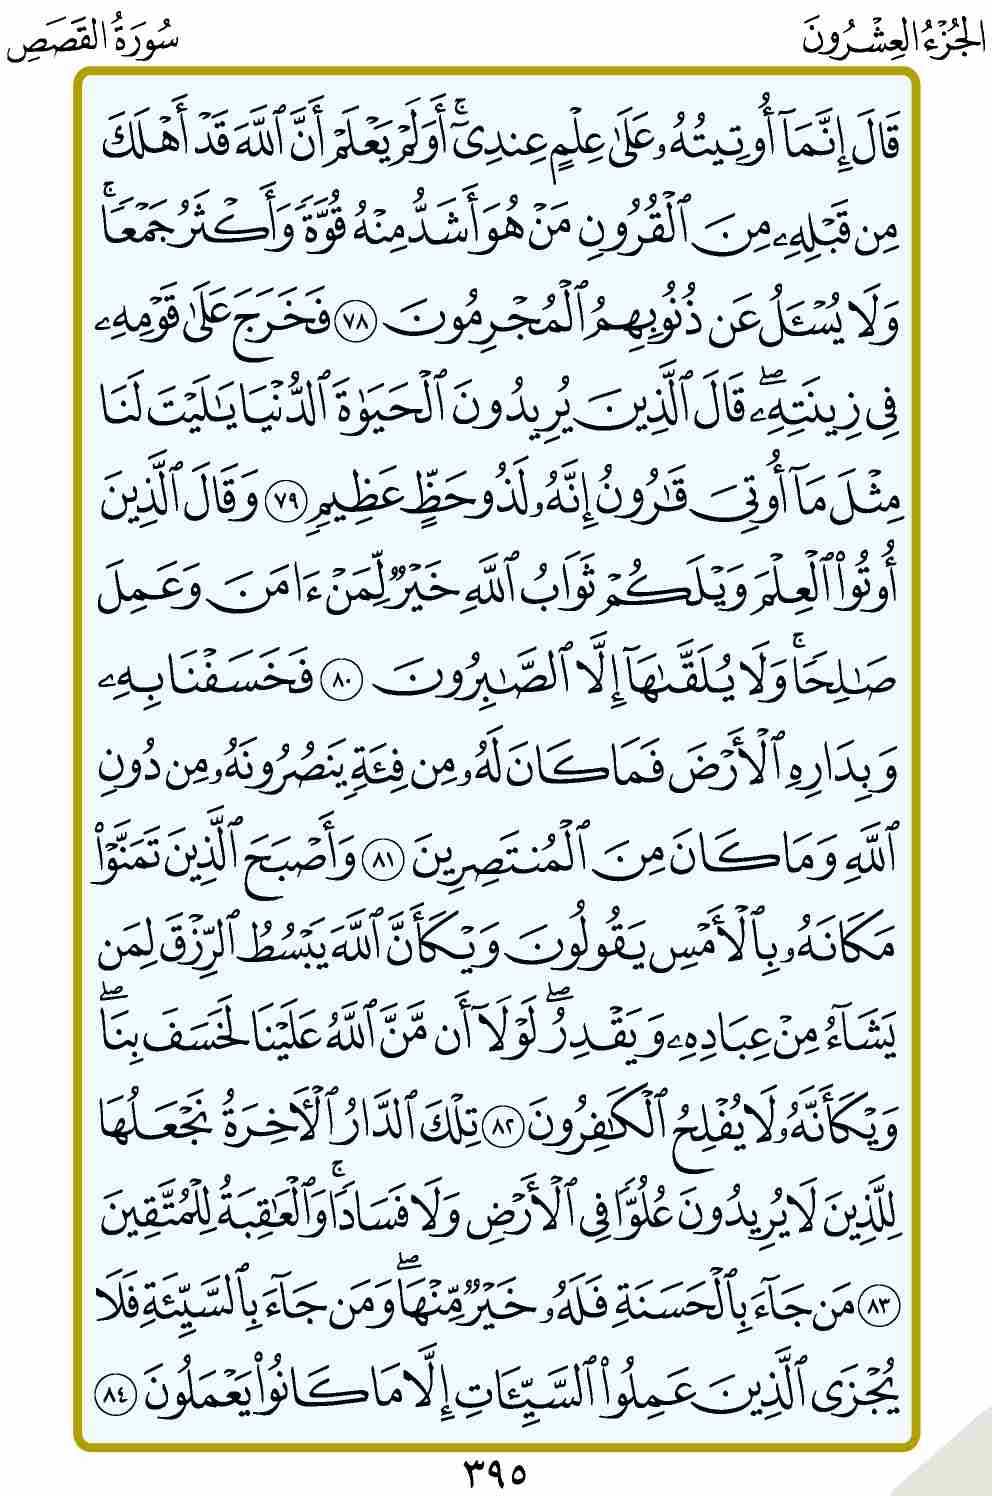 الجُزْءُ العِشْرُونَ
سُورَةُ القَصَصِ
قَالَ إِنَّمَآ أُوتِيتُهُۥ عَلَىٰ عِلْمٍ عِندِىٓۚ أَوَلَمْ يَعْلَمْ أَنَّ ٱللَّهَ قَدْ أَهْلَكَ
مِن قَبْلِهِۦ مِنَ ٱلْقُرُونِ مَنْ هُوَ أَشَدُّ مِنْهُ قُوَّةً وَأَكْثَرُ جَمْعًاۚ
وَلَا يُسْـَٔلُ عَن ذُنُوبِهِمُ ٱلْمُجْرِمُونَ ٧٨ فَخَرَجَ عَلَىٰ قَوْمِهِۦ
فِى زِينَتِهِۦۖ قَالَ ٱلَّذِينَ يُرِيدُونَ ٱلْحَيَوٰةَ ٱلدُّنْيَا يَـٰلَيْتَ لَنَا
مِثْلَ مَآ أُوتِىَ قَـٰرُونُ إِنَّهُۥ لَذُو حَظٍّ عَظِيمٍ ٧٩ وَقَالَ ٱلَّذِينَ
أُوتُوا۟ ٱلْعِلْمَ وَيْلَكُمْ ثَوَابُ ٱللَّهِ خَيْرٌ لِّمَنْ ءَامَنَ وَعَمِلَ
صَـٰلِحًاۚ وَلَا يُلَقَّىٰهَآ إِلَّا ٱلصَّـٰبِرُونَ ٨٠ فَخَسَفْنَا بِهِۦ
وَبِدَارِهِ ٱلْأَرْضَ فَمَا كَانَ لَهُۥ مِن فِئَةٍ يَنصُرُونَهُۥ مِن دُونِ
ٱللَّهِ وَمَا كَانَ مِنَ ٱلْمُنتَصِرِينَ ٨١ وَأَصْبَحَ ٱلَّذِينَ تَمَنَّوْا۟
مَكَانَهُۥ بِٱلْأَمْسِ يَقُولُونَ وَيْكَأَنَّ ٱللَّهَ يَبْسُطُ ٱلرِّزْقَ لِمَن
يَشَآءُ مِنْ عِبَادِهِۦ وَيَقْدِرُۖ لَوْلَآ أَن مَّنَّ ٱللَّهُ عَلَيْنَا لَخَسَفَ بِنَاۖ
وَيْكَأَنَّهُۥ لَا يُفْلِحُ ٱلْكَـٰفِرُونَ ٨٢ تِلْكَ ٱلدَّارُ ٱلْـَٔاخِرَةُ نَجْعَلُهَا
لِلَّذِينَ لَا يُرِيدُونَ عُلُوًّا فِى ٱلْأَرْضِ وَلَا فَسَادًاۚ وَٱلْعَـٰقِبَةُ لِلْمُتَّقِينَ
٨٣ مَن جَآءَ بِٱلْحَسَنَةِ فَلَهُۥ خَيْرٌ مِّنْهَاۖ وَمَن جَآءَ بِٱلسَّيِّئَةِ فَلَا
يُجْزَى ٱلَّذِينَ عَمِلُوا۟ ٱلسَّيِّـَٔاتِ إِلَّا مَا كَانُوا۟ يَعْمَلُونَ ٨٤
٣٩٥